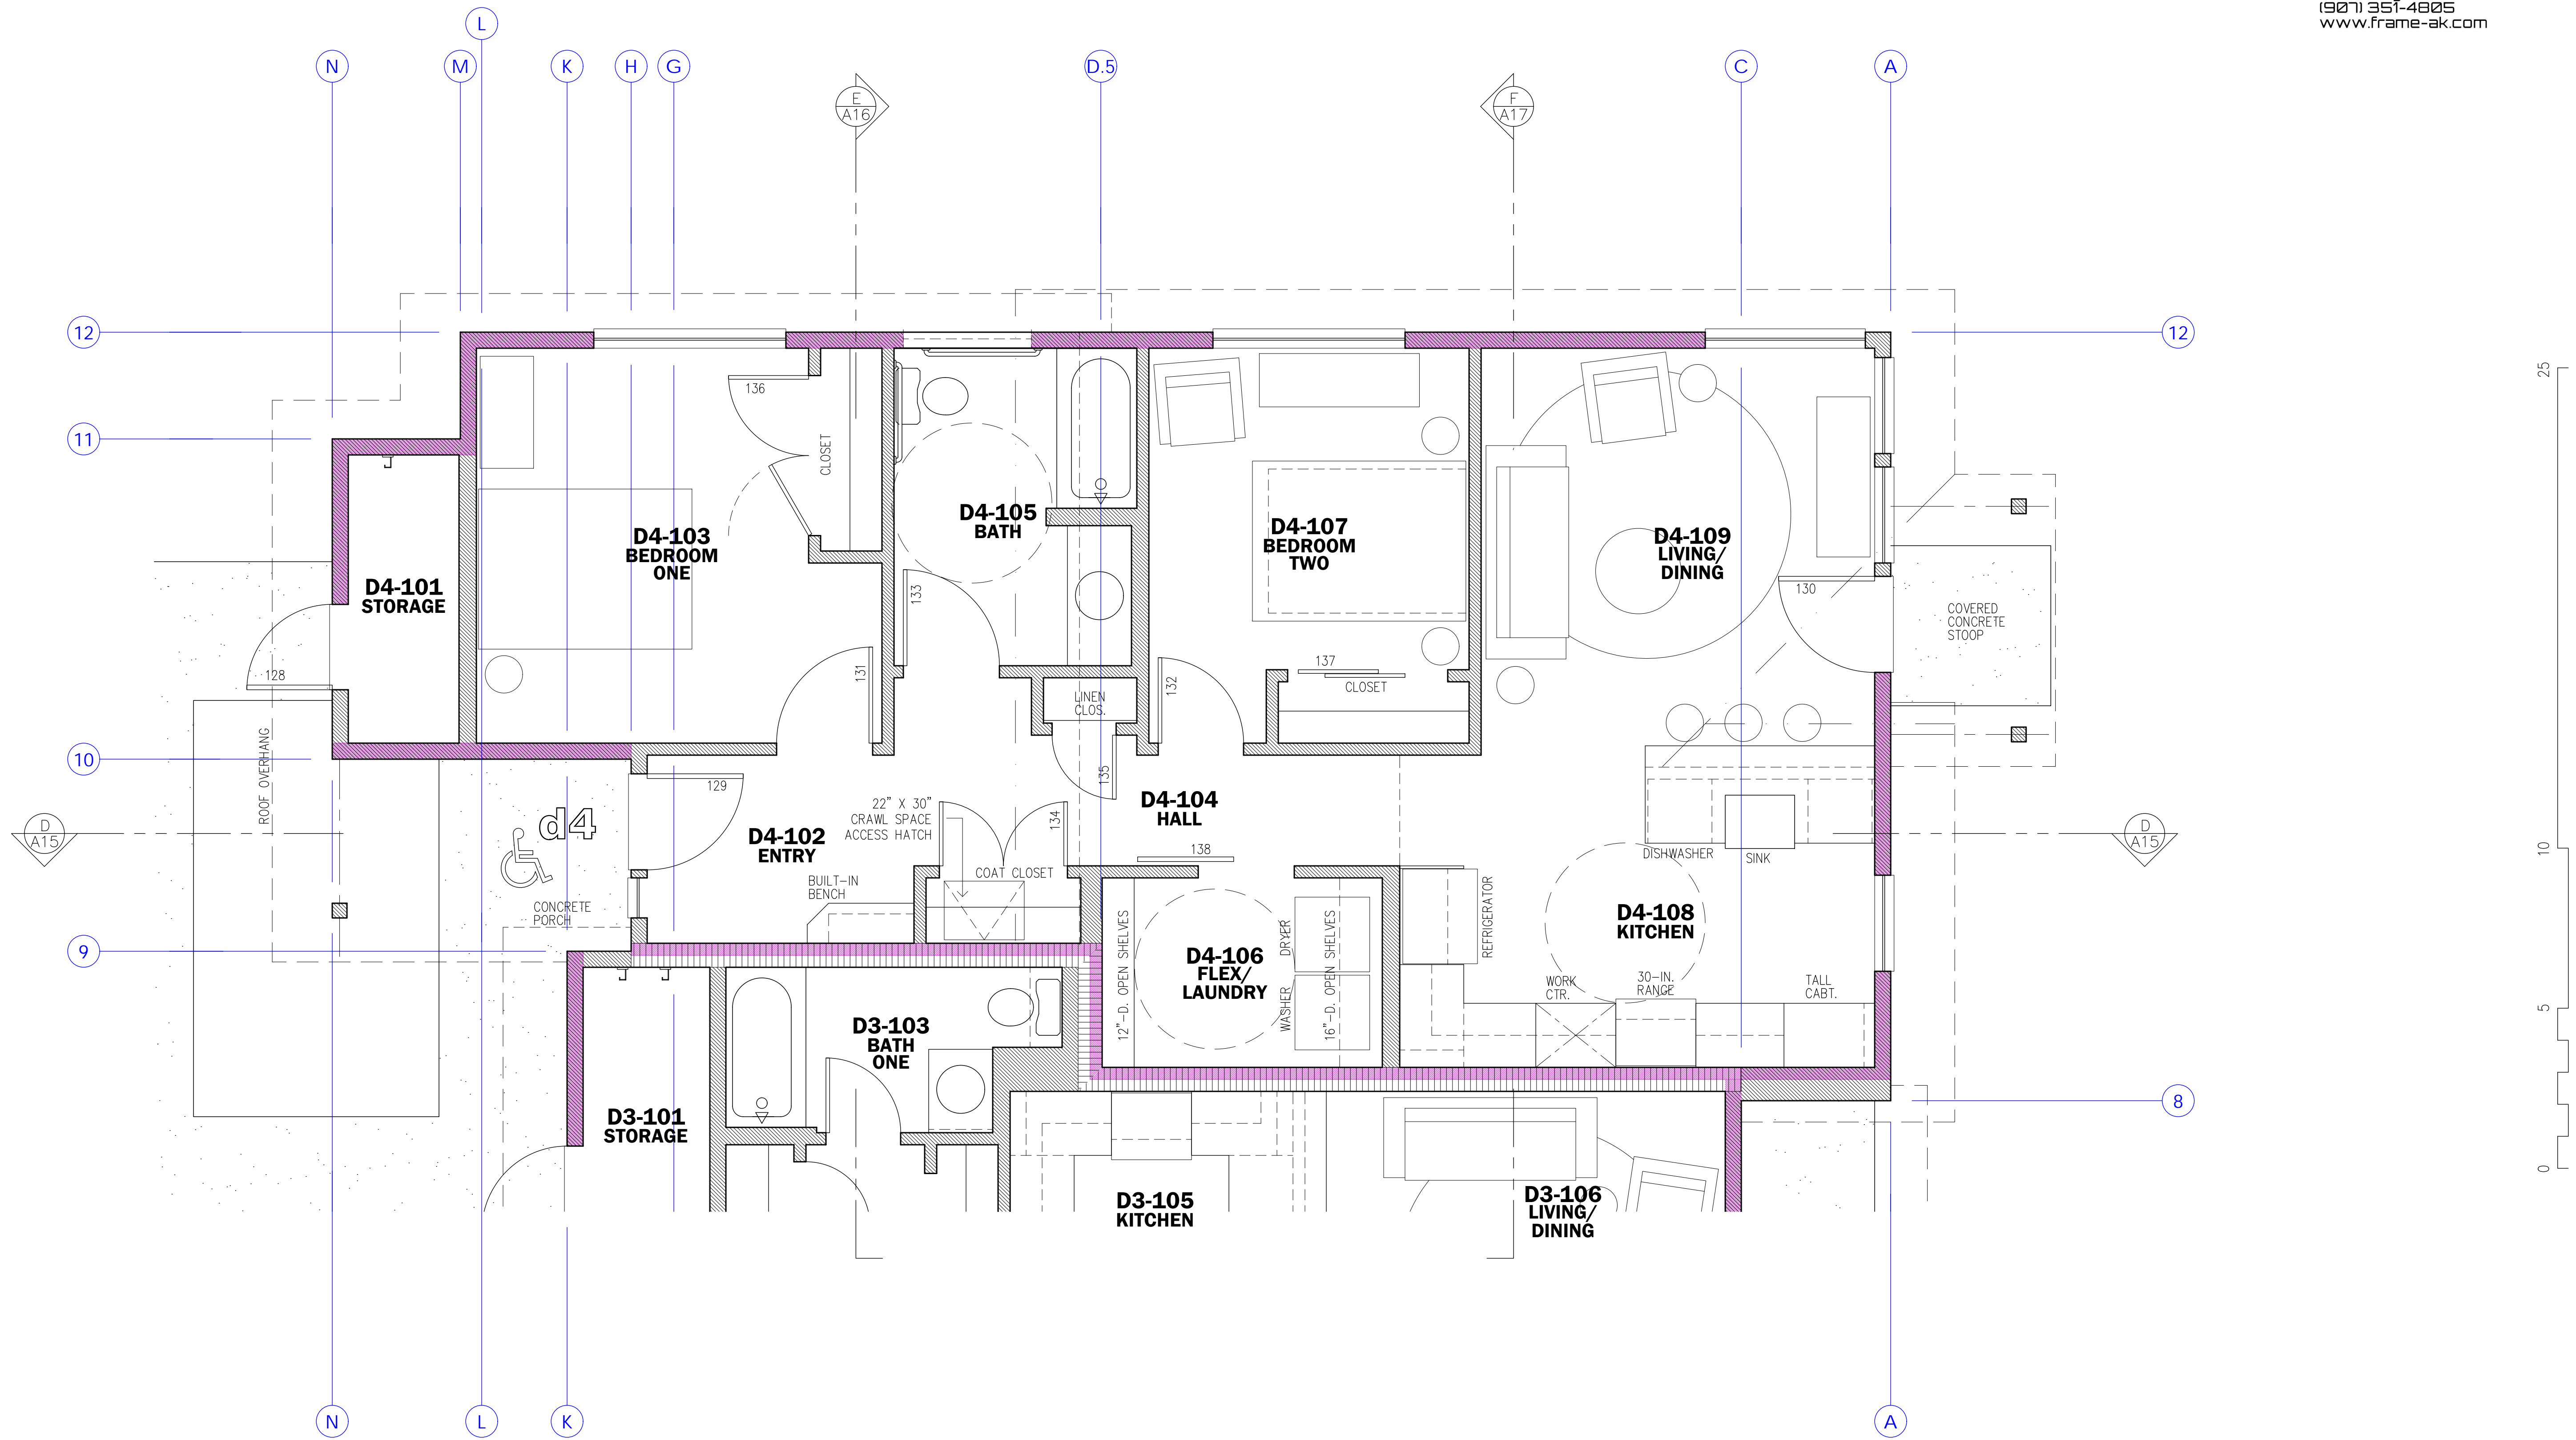 (907) 351-4805
www.frame-ak.com
L
N
M
K
H
G
D.5
C
A
E
A16
F
A17
12
12
11
10
9
8
25
10
5
0
136
CLOSET
D4-103
BEDROOM
ONE
D4-101
STORAGE
128
ROOF OVERHANG
D4-105
BATH
133
131
D4-107
BEDROOM
TWO
137
CLOSET
132
LINEN
CLOS.
135
D4-109
LIVING/
DINING
130
COVERED
CONCRETE
STOOP
D
A15
D
A15
d4
CONCRETE
PORCH
129
D4-102
ENTRY
22" X 30"
CRAWL SPACE
ACCESS HATCH
134
COAT CLOSET
BUILT-IN
BENCH
D4-104
HALL
138
DISHWASHER
SINK
REFRIGERATOR
D4-108
KITCHEN
WORK
CTR.
30-IN.
RANGE
TALL
CABT.
12"-D. OPEN SHELVES
D4-106
FLEX/
LAUNDRY
DRYER
WASHER
16"-D. OPEN SHELVES
D3-103
BATH
ONE
D3-101
STORAGE
D3-105
KITCHEN
D3-106
LIVING/
DINING
N
L
K
A